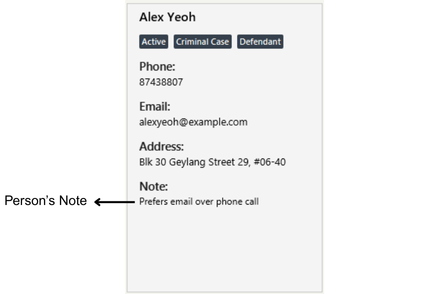 Alex Yeoh
Active Criminal Case Defendant
Phone:
87438807
Email:
alexyeoh@example.com
Address:
Blk 30 Geylang Street 29, #06-40
Note:
Person's Note
Prefers email over phone call